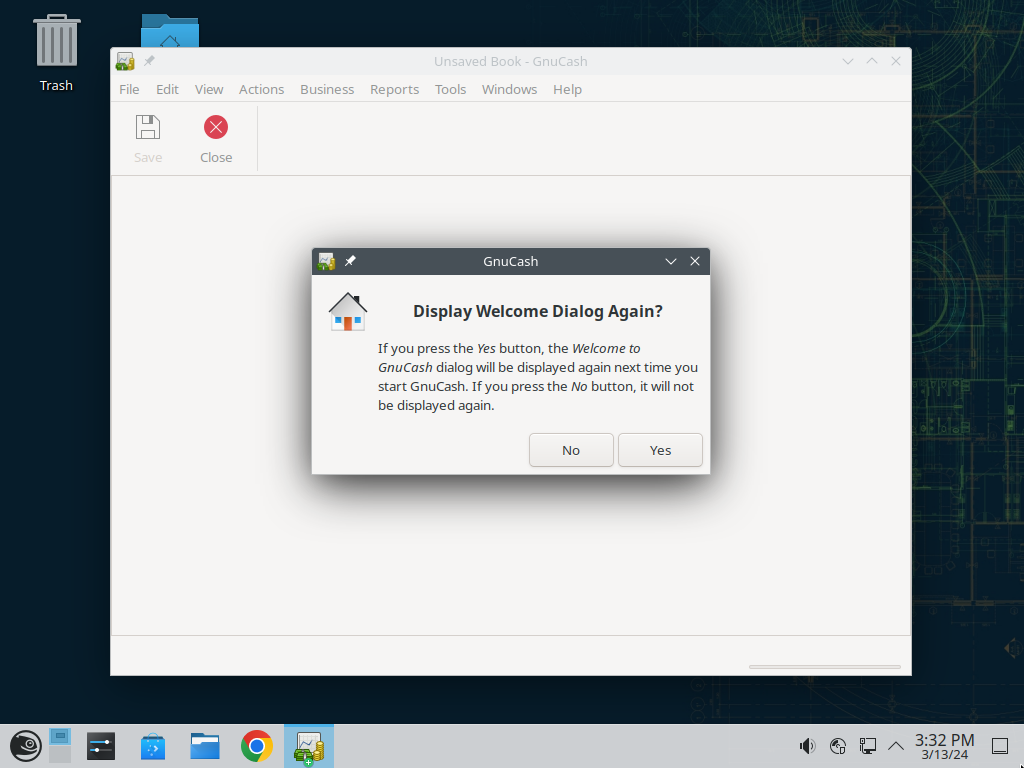 Trash
Unsaved Book - GnuCash
File Edit View Actions Business Reports Tools Windows Help
Save Close
GnuCash
Display Welcome Dialog Again?
If you press the Yes button, the Welcome to
GnuCash dialog will be displayed again next time you
start GnuCash. If you press the No button, it will not
be displayed again.
No Yes
3:32 PM
3/13/24